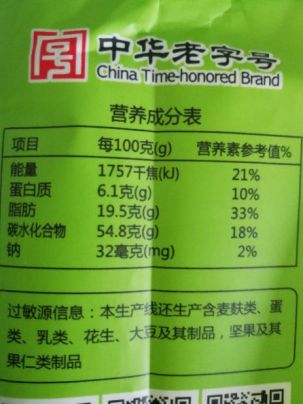 中华老字号
China Time-honored Brand
营养成分表
项目 每100克(g) 营养素参考值%
能量 1757千焦(kJ) 21%
蛋白质 6.1克(g) 10%
脂肪 19.5克(g) 33%
碳水化合物 54.8克(g) 18%
钠 32毫克(mg) 2%
过敏源信息：本生产线还生产含麦麸类、蛋
类、乳类、花生、大豆及其制品，坚果及其
果仁类制品